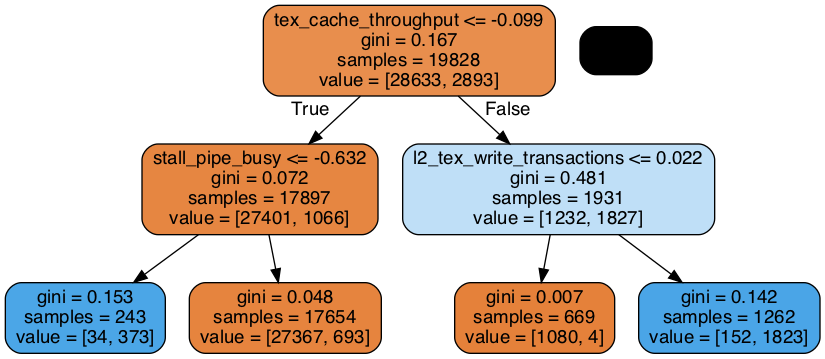 tex_cache_throughput <= -0.099
gini = 0.167
samples = 19828
value = [28633, 2893]
True
False
stall_pipe_busy <= -0.632
gini = 0.072
samples = 17897
value = [27401, 1066]
l2_tex_write_transactions <= 0.022
gini = 0.481
samples = 1931
value = [1232, 1827]
gini = 0.153
samples = 243
value = [34, 373]
gini = 0.048
samples = 17654
value = [27367, 693]
gini = 0.007
samples = 669
value = [1080, 4]
gini = 0.142
samples = 1262
value = [152, 1823]